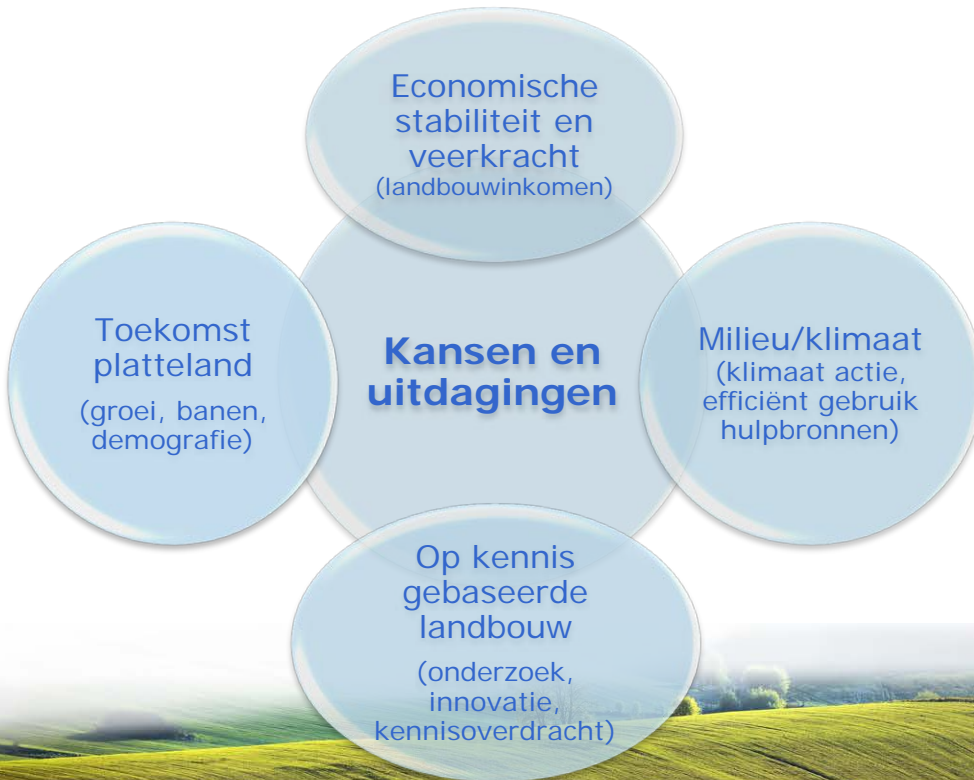 Economische
stabiliteit en
veerkracht
(landbouwinkomen)
Toekomst
platteland
(groei, banen,
demografie)
Kansen en
uitdagingen
Milieu/klimaat
(klimaat actie,
efficiënt gebruik
hulpbronnen)
Op kennis
gebaseerde
landbouw
(onderzoek,
innovatie,
kennisoverdracht)